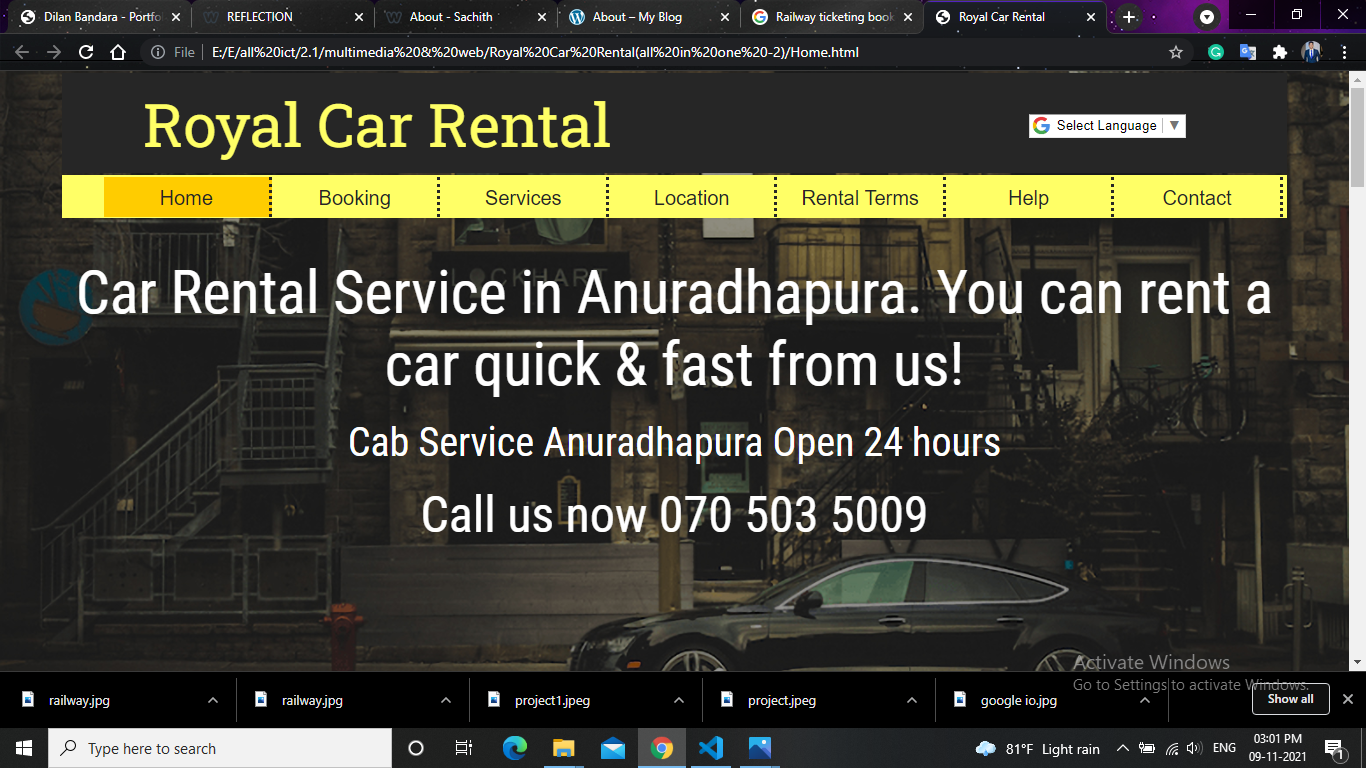 Dilan Bandara - Portfo
REFLECTION
About - Sachith
About – My Blog
Railway ticketing book
Royal Car Rental
File
E:/E/all%20ict/2.1/multimedia%20&%20web/Royal%20Car%20Rental(all%20in%20one%20-2)/Home.html
Royal Car Rental
Select Language
Home
Booking
Services
Location
Rental Terms
Help
Contact
LOCKHART
Car Rental Service in Anuradhapura. You can rent a
car quick & fast from us!
Cab Service Anuradhapura Open 24 hours
Call us now 070 503 5009
Activate Windows
Go to Settings to activate Windows.
railway.jpg
railway.jpg
project1.jpeg
project.jpeg
google io.jpg
Show all
Type here to search
81°F Light rain
ENG
03:01 PM
09-11-2021
1